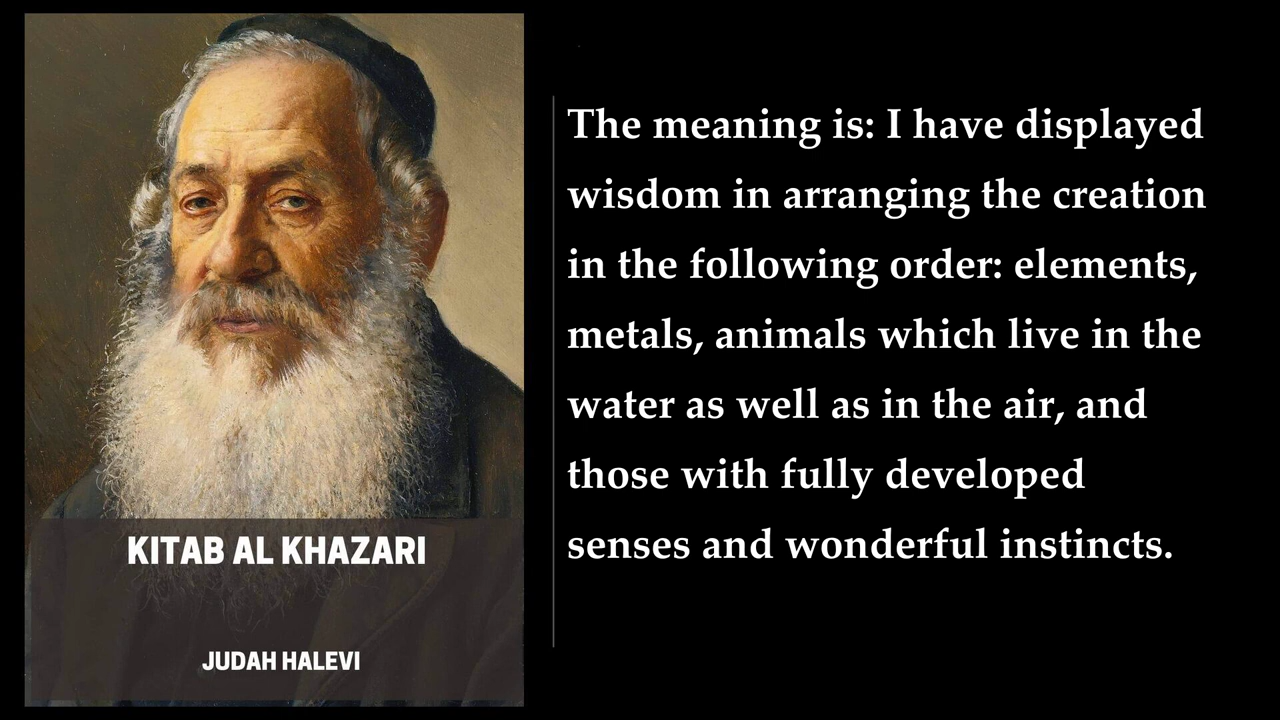 KITAB AL KHAZARI
JUDAH HALEVI
The meaning is: I have displayed
wisdom in arranging the creation
in the following order: elements,
metals, animals which live in the
water as well as in the air, and
those with fully developed
senses and wonderful instincts.